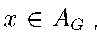 x ∈ A_G ,